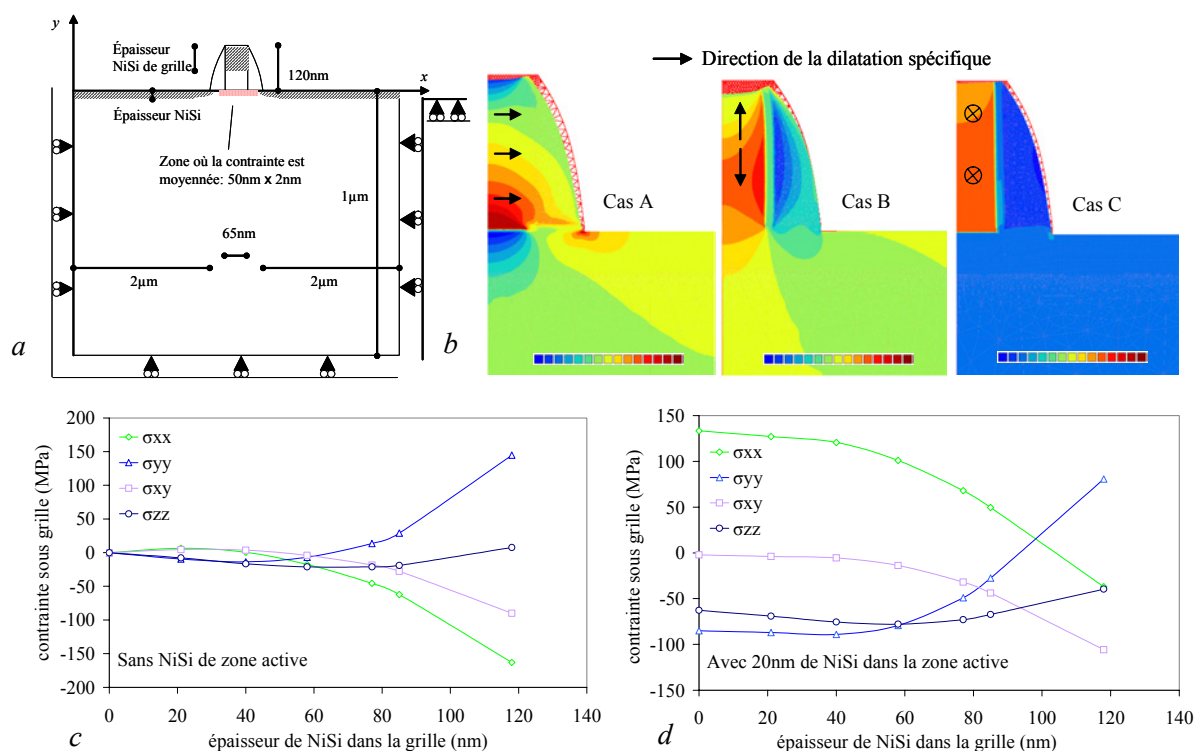 y
Épaisseur
NiSi de grille
120nm
x
Épaisseur NiSi
Zone où la contrainte est
moyennée: 50nm x 2nm
1µm
65nm
2µm
2µm
a
Direction de la dilatation spécifique
Cas A
Cas B
Cas C
b
contrainte sous grille (MPa)
200
150
100
50
0
-50
-100
-150
-200
σxx
σyy
σxy
σzz
Sans NiSi de zone active
0 20 40 60 80 100 120 140
épaisseur de NiSi dans la grille (nm)
c
contrainte sous grille (MPa)
150
100
50
0
-50
-100
-150
σxx
σyy
σxy
σzz
Avec 20nm de NiSi dans la zone active
0 20 40 60 80 100 120 140
épaisseur de NiSi dans la grille (nm)
d